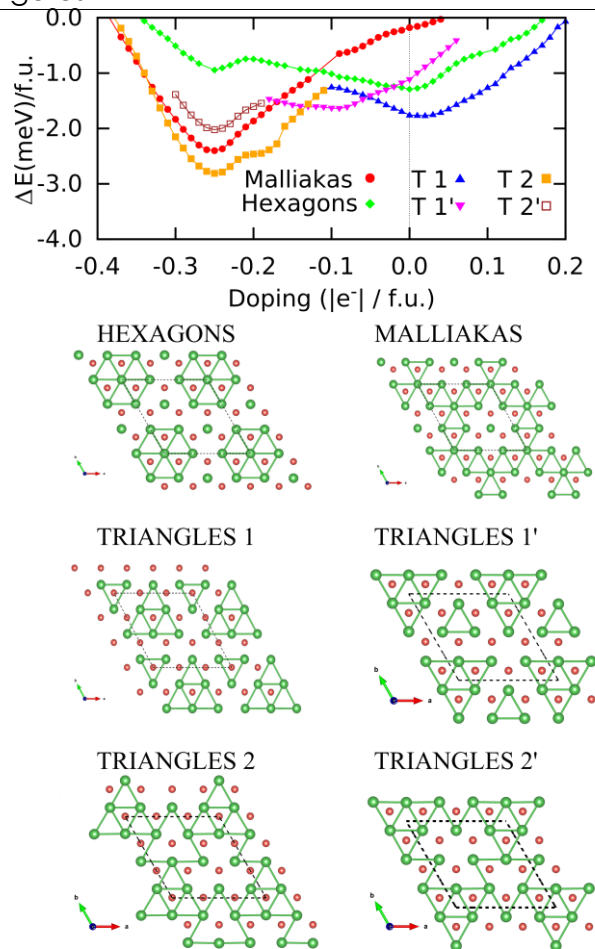 0.0
-1.0
-2.0
-3.0
-4.0
ΔE(meV)/f.u.
Malliakas T 1 T 2
Hexagons T 1' T 2'
-0.4 -0.3 -0.2 -0.1 0.0 0.1 0.2
Doping (|e⁻| / f.u.)
HEXAGONS MALLIAKAS
TRIANGLES 1 TRIANGLES 1'
b
a
TRIANGLES 2 TRIANGLES 2'
b b
a a